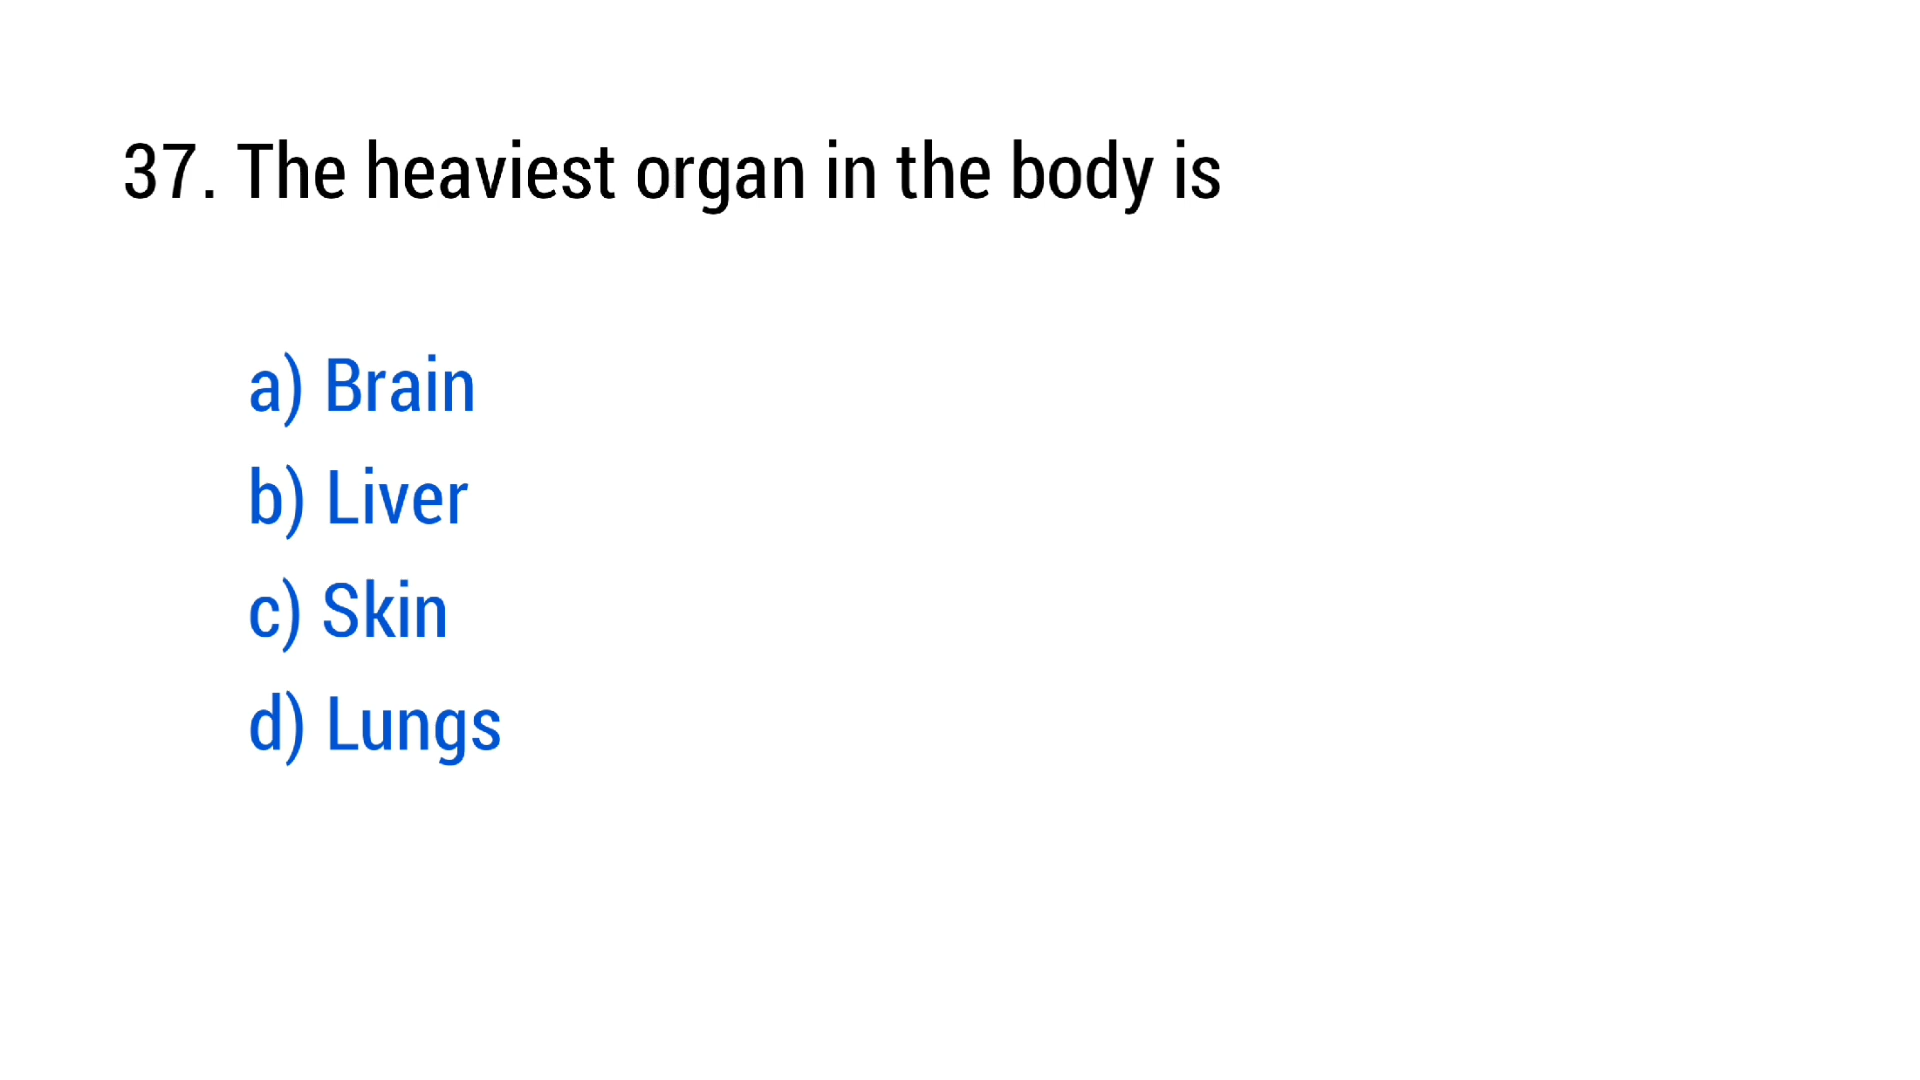 37. The heaviest organ in the body is
a) Brain
b) Liver
c) Skin
d) Lungs